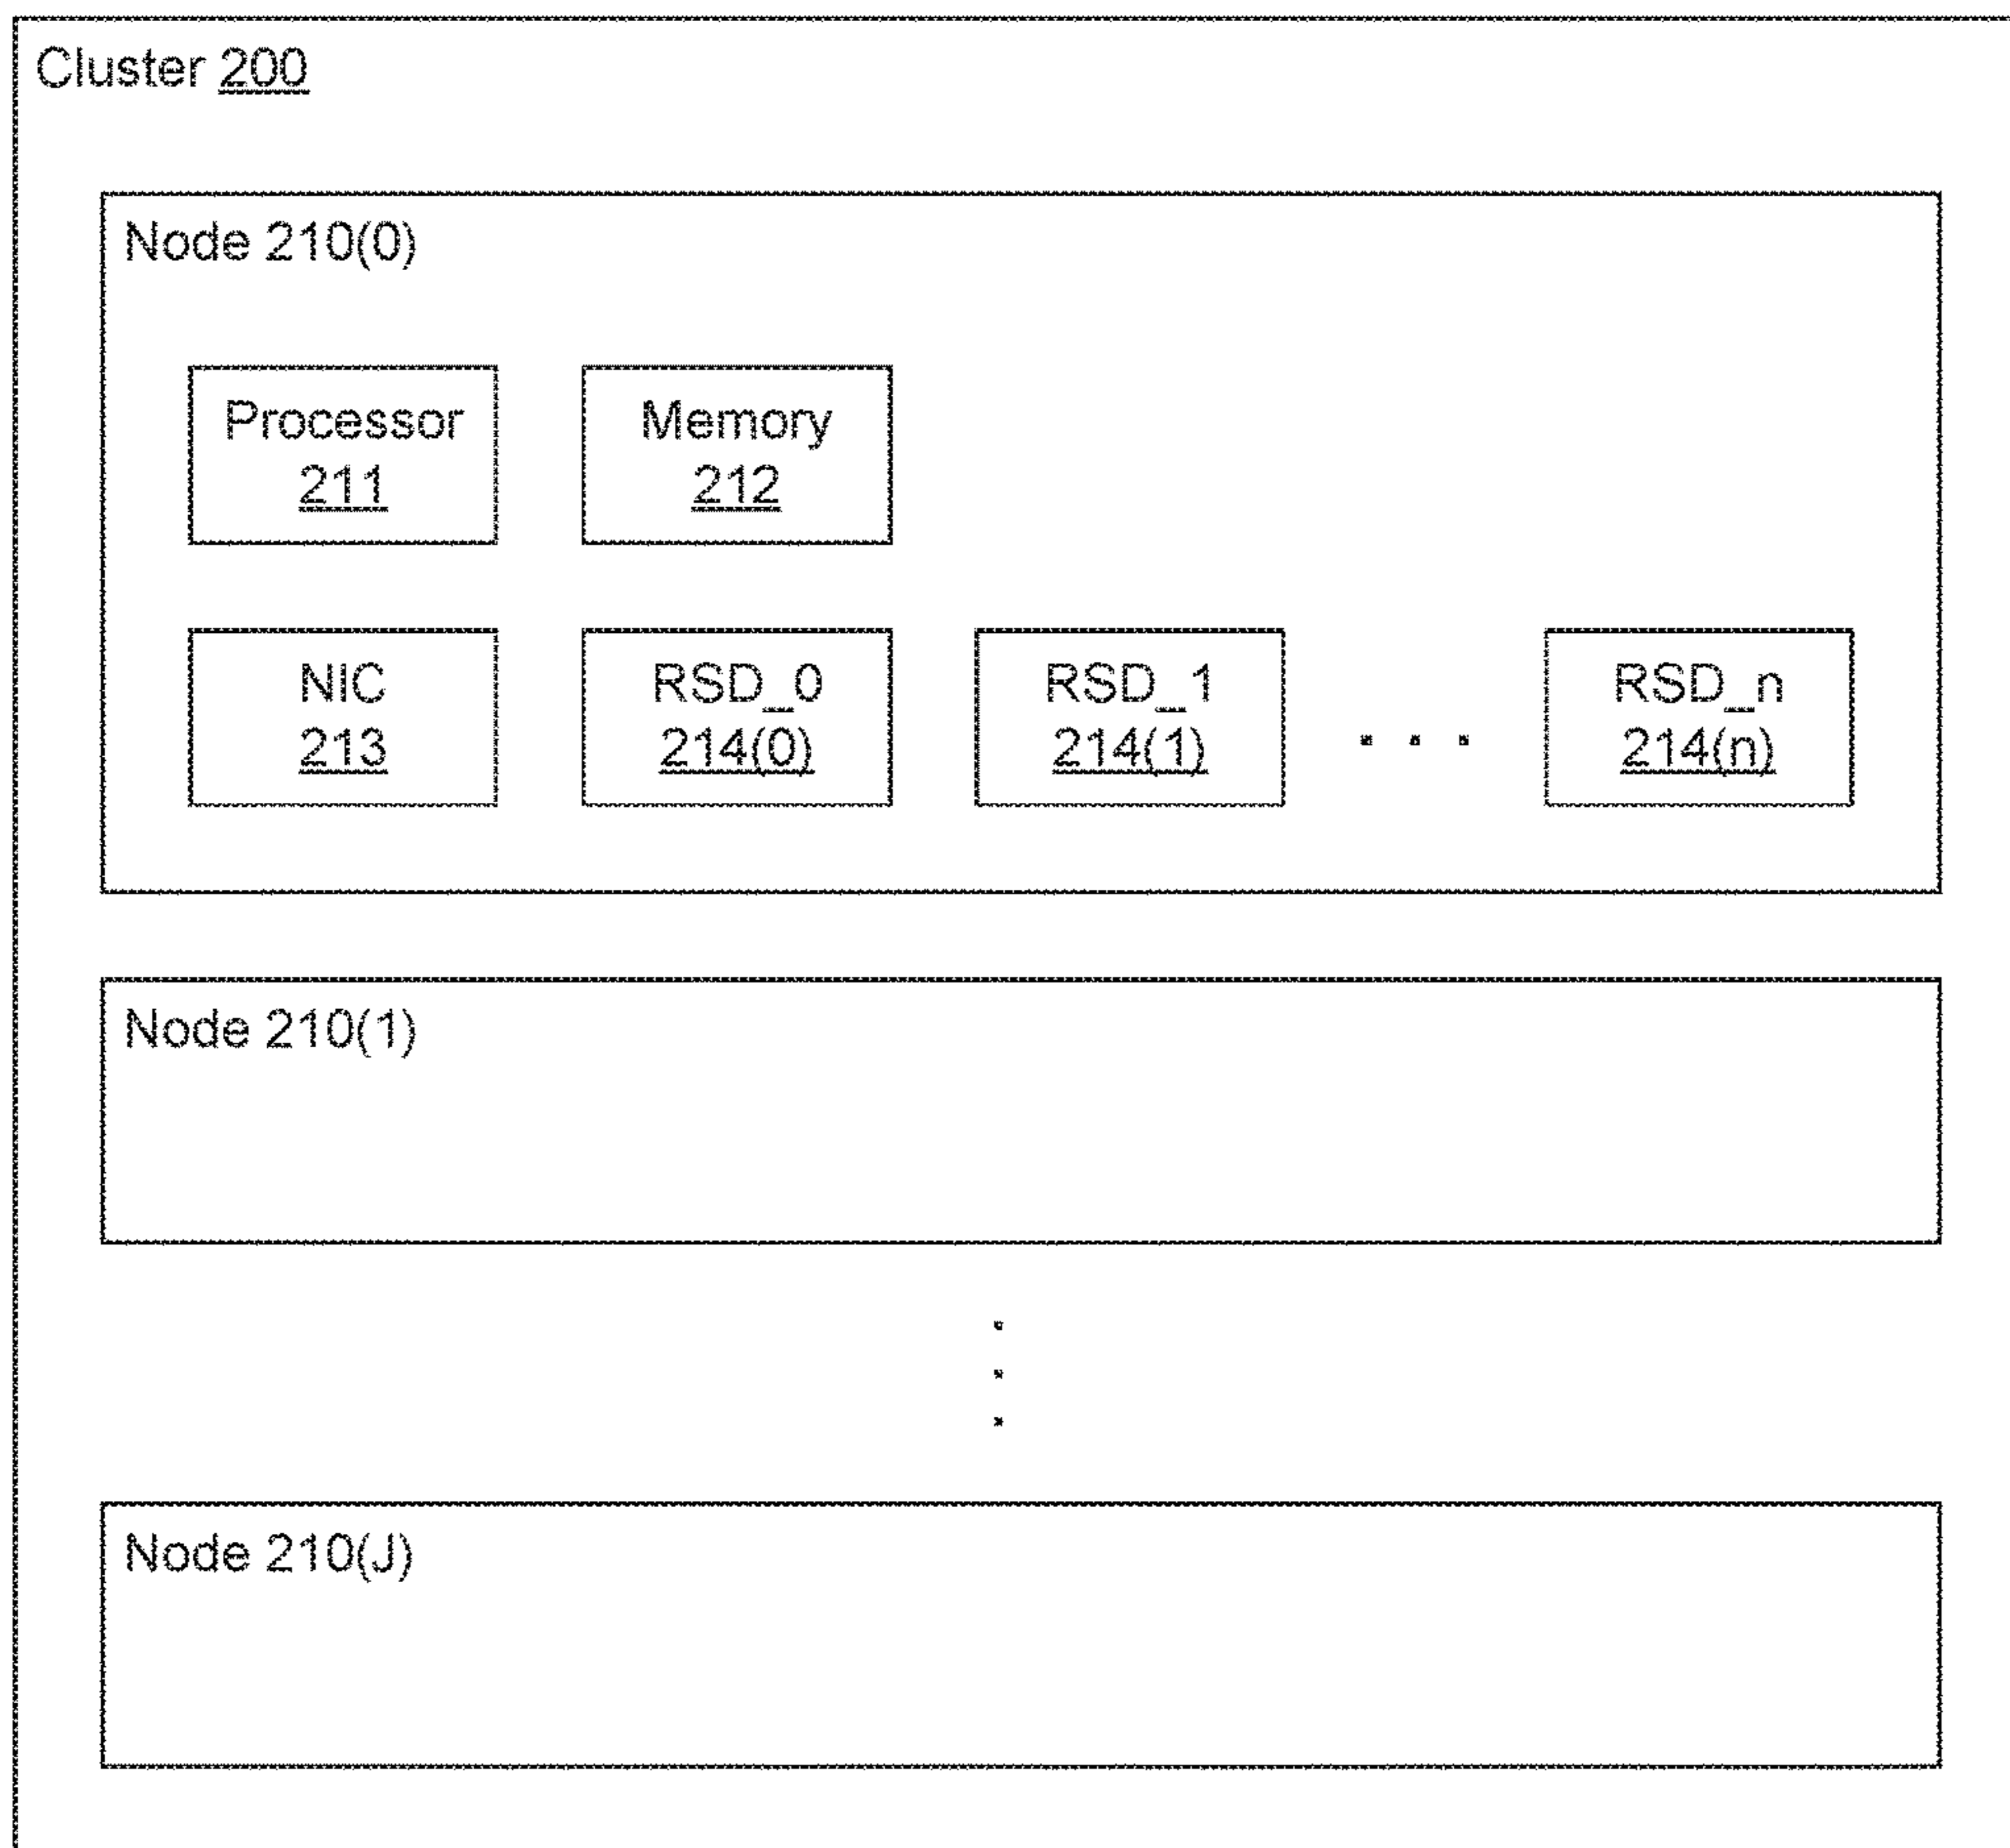 Cluster 200
Node 210(0)
Processor
211
Memory
212
NIC
213
RSD_0
214(0)
RSD_1
214(1)
. . .
RSD_n
214(n)
Node 210(1)
.
.
.
Node 210(J)